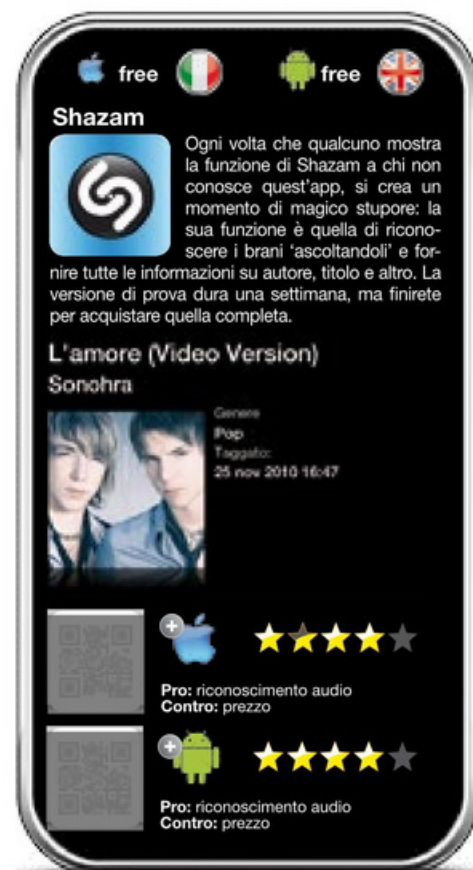 free free
Shazam
Ogni volta che qualcuno mostra
la funzione di Shazam a chi non
conosce quest'app, si crea un
momento di magico stupore: la
sua funzione è quella di ricono-
scere i brani 'ascoltandoli' e for-
nire tutte le informazioni su autore, titolo e altro. La
versione di prova dura una settimana, ma finirete
per acquistare quella completa.
L'amore (Video Version)
Sonohra
Genere
Pop
Taggato:
25 nov 2010 16:47
Pro: riconoscimento audio
Contro: prezzo
Pro: riconoscimento audio
Contro: prezzo